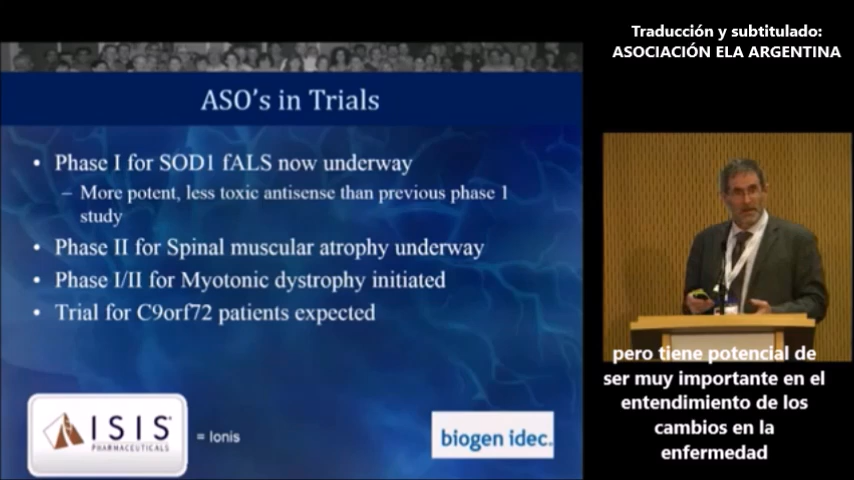 Traducción y subtitulado:
ASOCIACIÓN ELA ARGENTINA
ASO's in Trials
• Phase I for SOD1 fALS now underway
– More potent, less toxic antisense than previous phase 1
study
• Phase II for Spinal muscular atrophy underway
• Phase I/II for Myotonic dystrophy initiated
• Trial for C9orf72 patients expected
ISIS
PHARMACEUTICALS
= Ionis
biogen idec.
pero tiene potencial de
ser muy importante en el
entendimiento de los
cambios en la
enfermedad